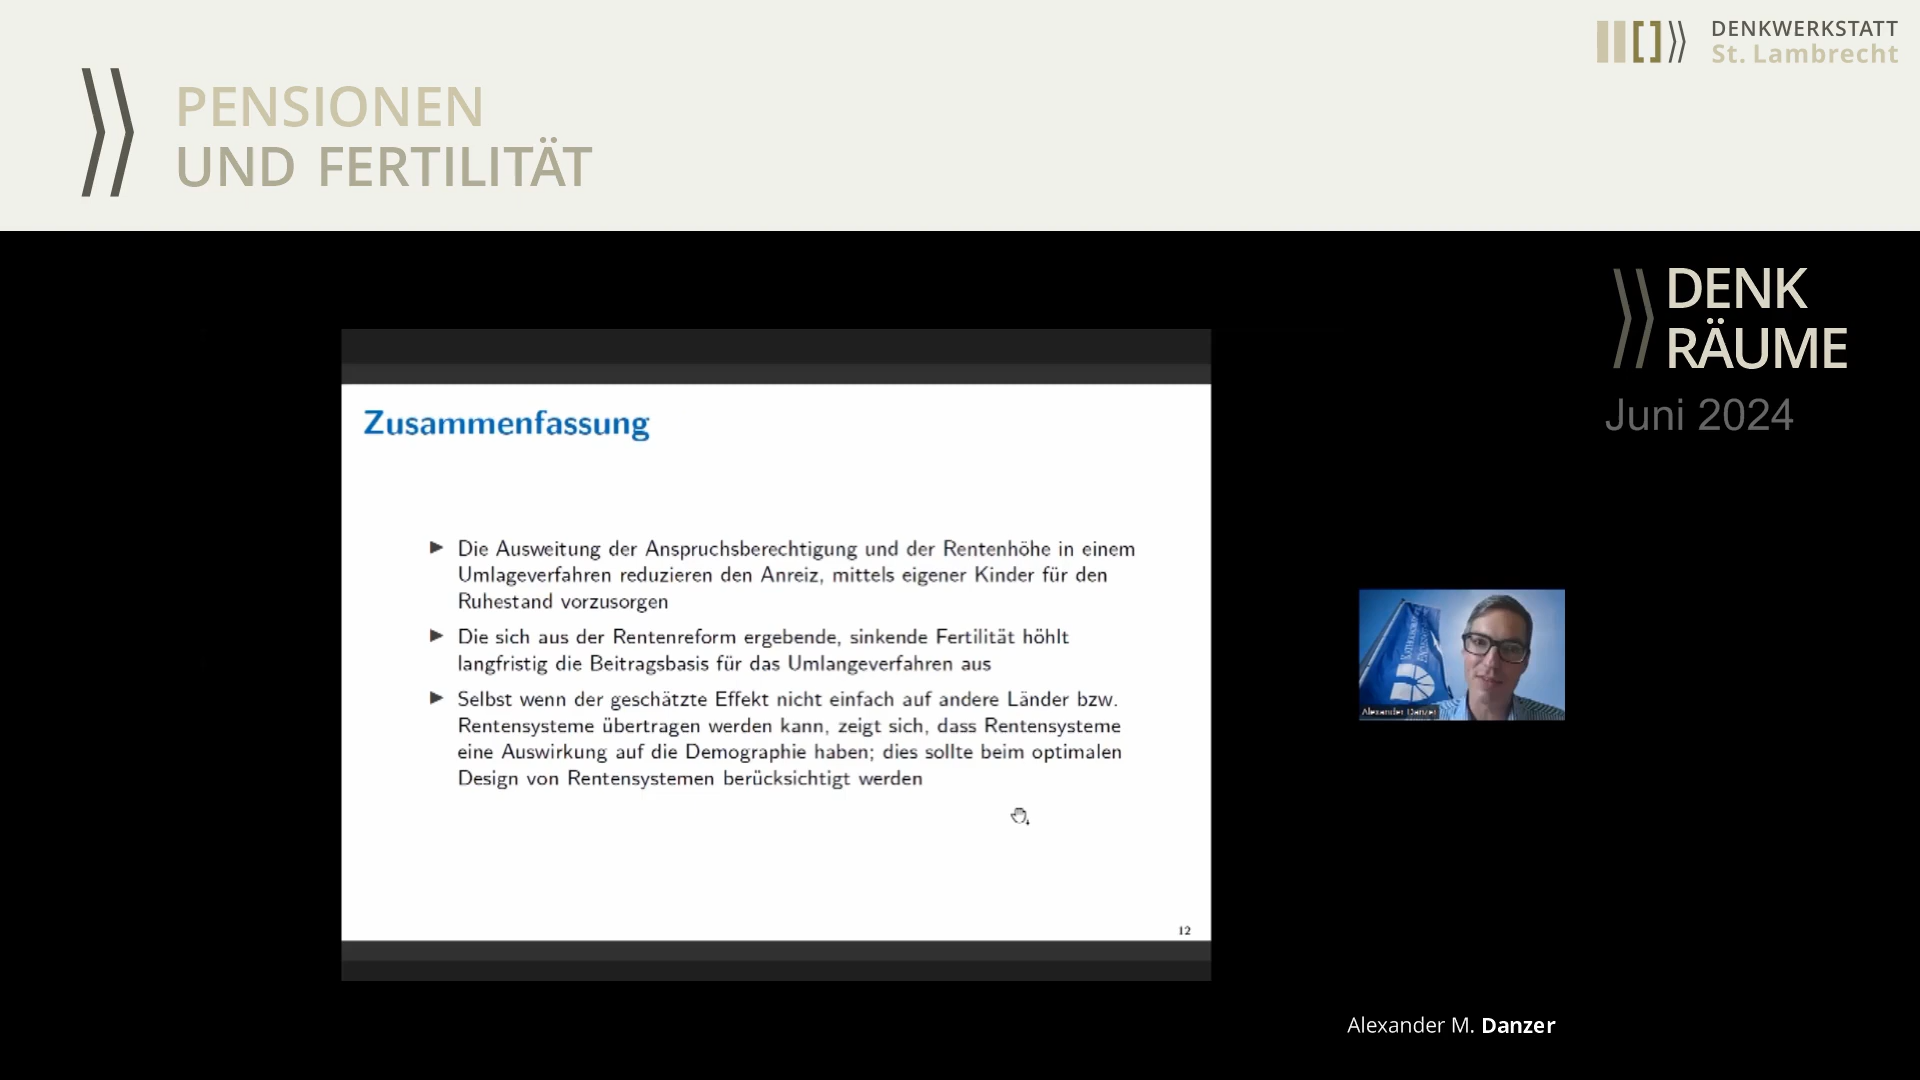 DENKWERKSTATT
St. Lambrecht
PENSIONEN
UND FERTILITÄT
DENK
RÄUME
Juni 2024
Zusammenfassung
► Die Ausweitung der Anspruchsberechtigung und der Rentenhöhe in einem
Umlageverfahren reduzieren den Anreiz, mittels eigener Kinder für den
Ruhestand vorzusorgen
► Die sich aus der Rentenreform ergebende, sinkende Fertilität höhlt
langfristig die Beitragsbasis für das Umlangeverfahren aus
► Selbst wenn der geschätzte Effekt nicht einfach auf andere Länder bzw.
Rentensysteme übertragen werden kann, zeigt sich, dass Rentensysteme
eine Auswirkung auf die Demographie haben; dies sollte beim optimalen
Design von Rentensystemen berücksichtigt werden
12
Alexander Danzer
Alexander M. Danzer